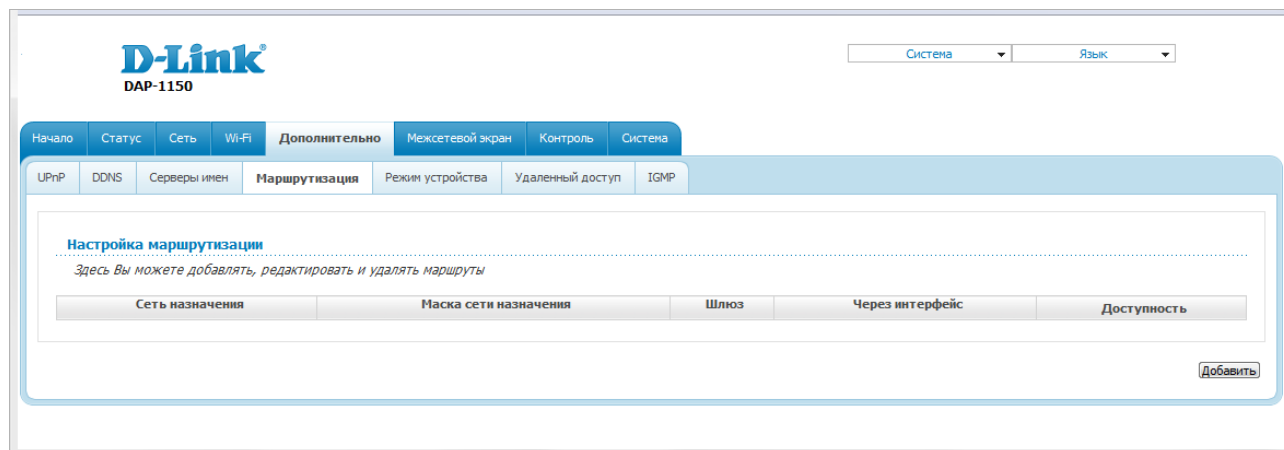 D-Link®
DAP-1150
Система Язык
Начало Статус Сеть Wi-Fi Дополнительно Межсетевой экран Контроль Система
UPnP DDNS Серверы имен Маршрутизация Режим устройства Удаленный доступ IGMP
Настройка маршрутизации
Здесь Вы можете добавлять, редактировать и удалять маршруты
Сеть назначения Маска сети назначения Шлюз Через интерфейс Доступность
Добавить